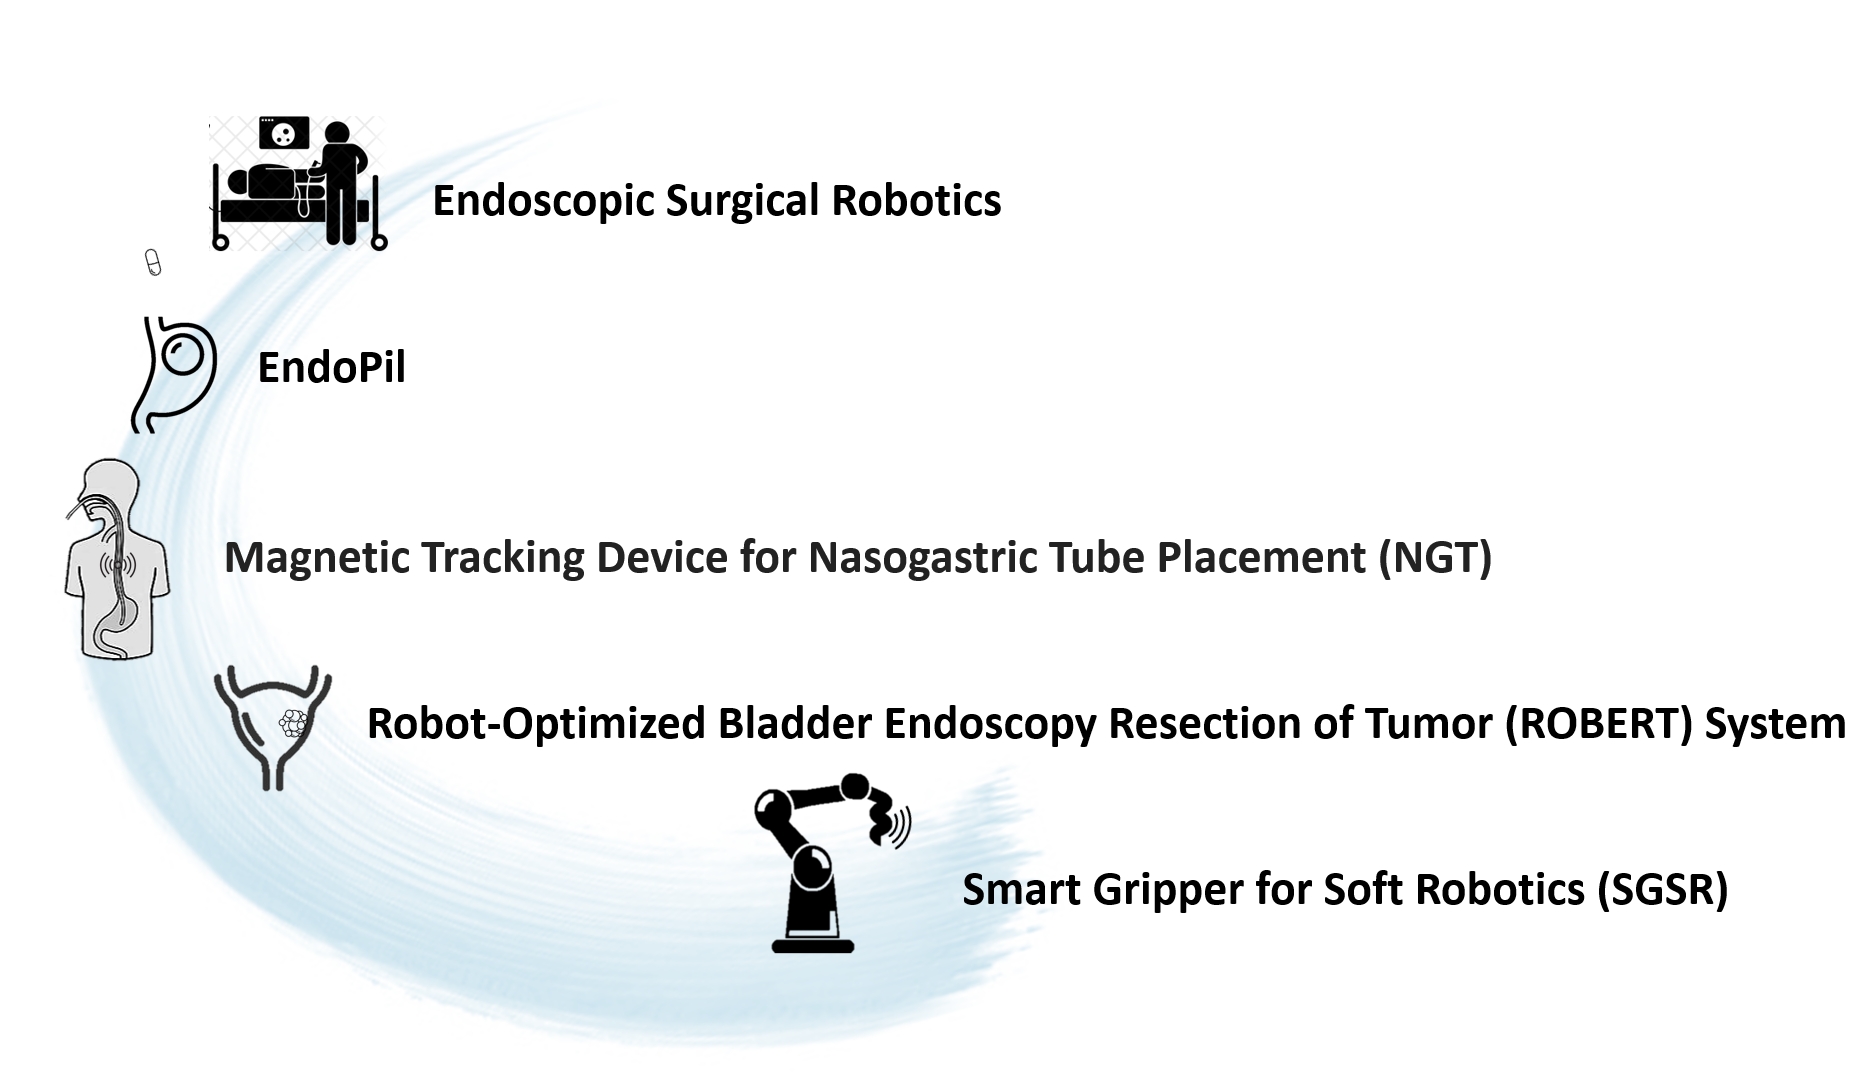 Endoscopic Surgical Robotics
EndoPil
Magnetic Tracking Device for Nasogastric Tube Placement (NGT)
Robot-Optimized Bladder Endoscopy Resection of Tumor (ROBERT) System
Smart Gripper for Soft Robotics (SGSR)